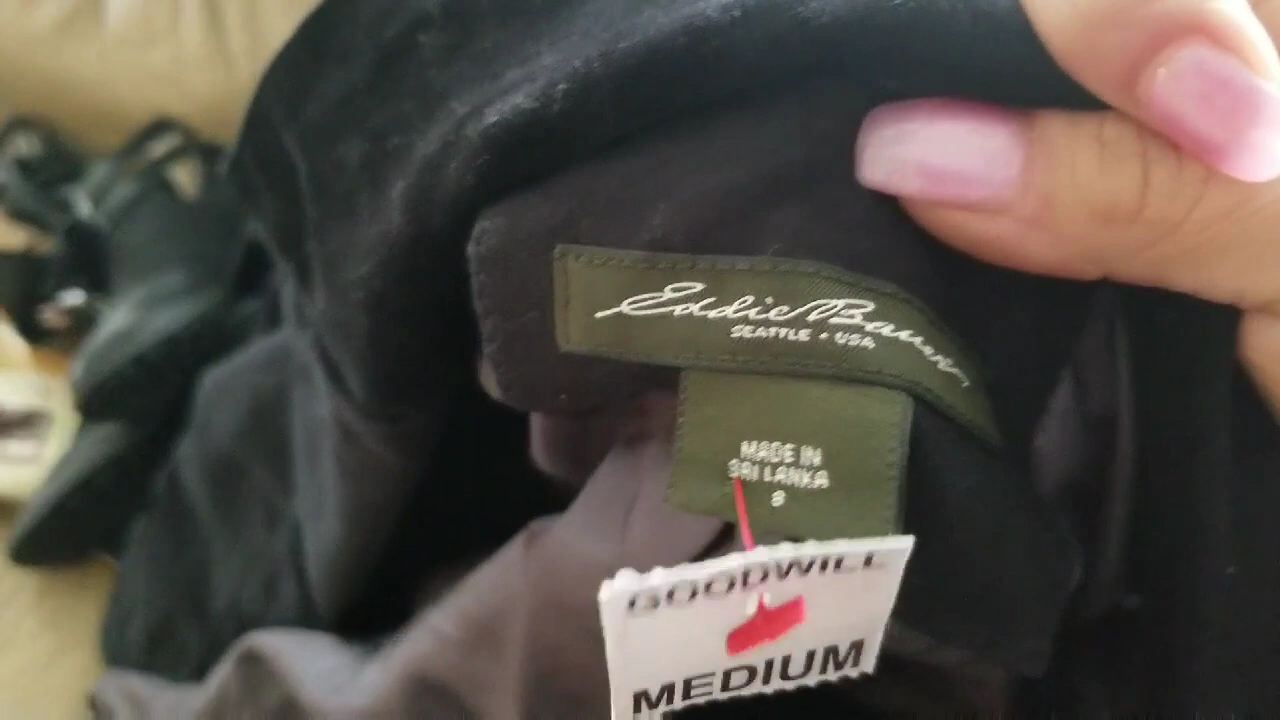 Eddie Bauer
SEATTLE • USA
MADE IN
SRI LANKA
8
GOODWILL
MEDIUM